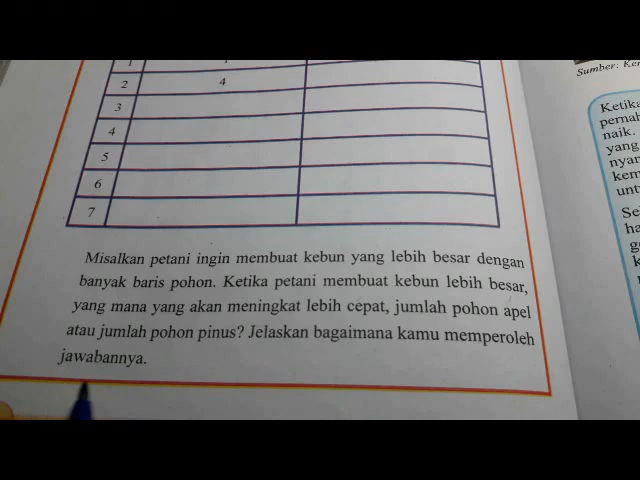 1
2 4
3
4
5
6
7
Misalkan petani ingin membuat kebun yang lebih besar dengan
banyak baris pohon. Ketika petani membuat kebun lebih besar,
yang mana yang akan meningkat lebih cepat, jumlah pohon apel
atau jumlah pohon pinus? Jelaskan bagaimana kamu memperoleh
jawabannya.
Sumber:
naik.
yang